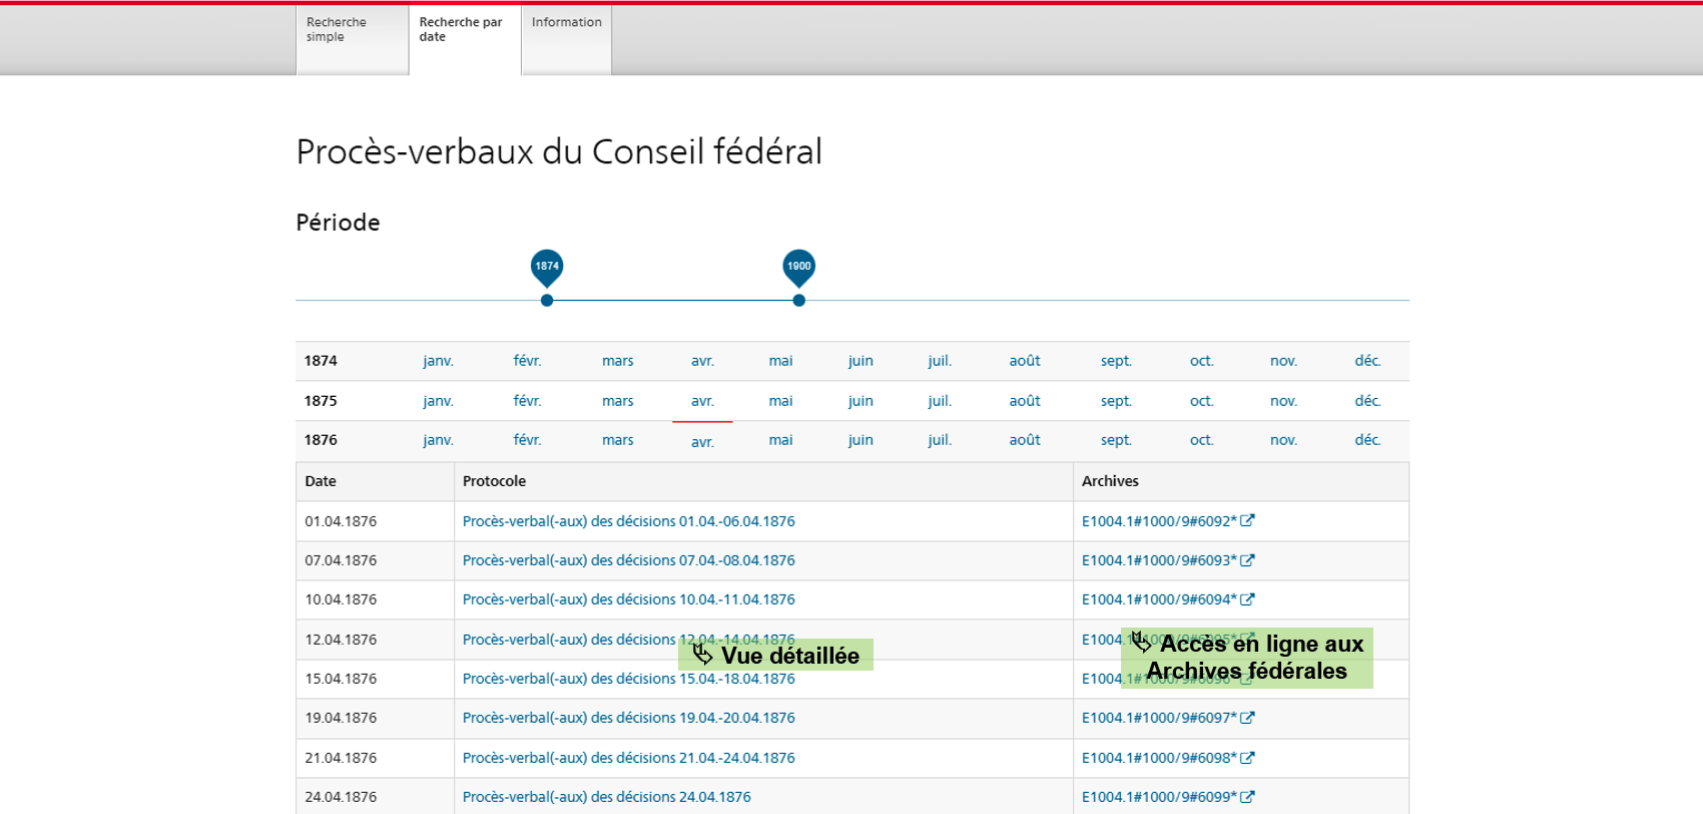 Recherche simple
Recherche par date
Information
Procès-verbaux du Conseil fédéral
Période
1874 1900
1874 janv. févr. mars avr. mai juin juil. août sept. oct. nov. déc.
1875 janv. févr. mars avr. mai juin juil. août sept. oct. nov. déc.
1876 janv. févr. mars avr. mai juin juil. août sept. oct. nov. déc.
Date Protocole Archives
01.04.1876 Procès-verbal(-aux) des décisions 01.04.-06.04.1876 E1004.1#1000/9#6092*
07.04.1876 Procès-verbal(-aux) des décisions 07.04.-08.04.1876 E1004.1#1000/9#6093*
10.04.1876 Procès-verbal(-aux) des décisions 10.04.-11.04.1876 E1004.1#1000/9#6094*
12.04.1876 Procès-verbal(-aux) des décisions 12.04.-14.04.1876 E1004.1#1000/9#6095*
Vue détaillée
Accès en ligne aux
Archives fédérales
15.04.1876 Procès-verbal(-aux) des décisions 15.04.-18.04.1876 E1004.1#1000/9#6096*
19.04.1876 Procès-verbal(-aux) des décisions 19.04.-20.04.1876 E1004.1#1000/9#6097*
21.04.1876 Procès-verbal(-aux) des décisions 21.04.-24.04.1876 E1004.1#1000/9#6098*
24.04.1876 Procès-verbal(-aux) des décisions 24.04.1876 E1004.1#1000/9#6099*